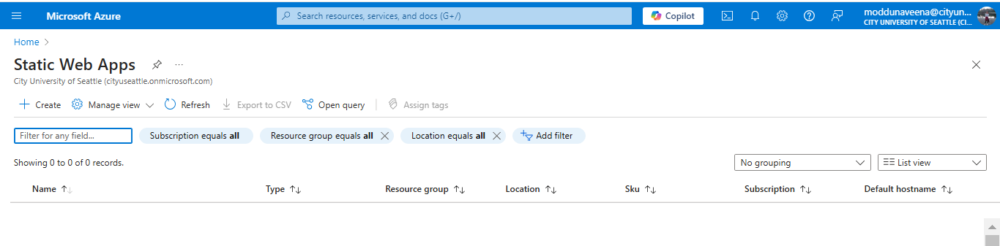 Microsoft Azure
Search resources, services, and docs (G+/)
Copilot
moddunaveena@cityun...
CITY UNIVERSITY OF SEATTLE (CI...
Home
Static Web Apps
...
City University of Seattle (cityuseattle.onmicrosoft.com)
Create
Manage view
Refresh
Export to CSV
Open query
Assign tags
Filter for any field...
Subscription equals all
Resource group equals all
Location equals all
Add filter
Showing 0 to 0 of 0 records.
No grouping
List view
Name
Type
Resource group
Location
Sku
Subscription
Default hostname